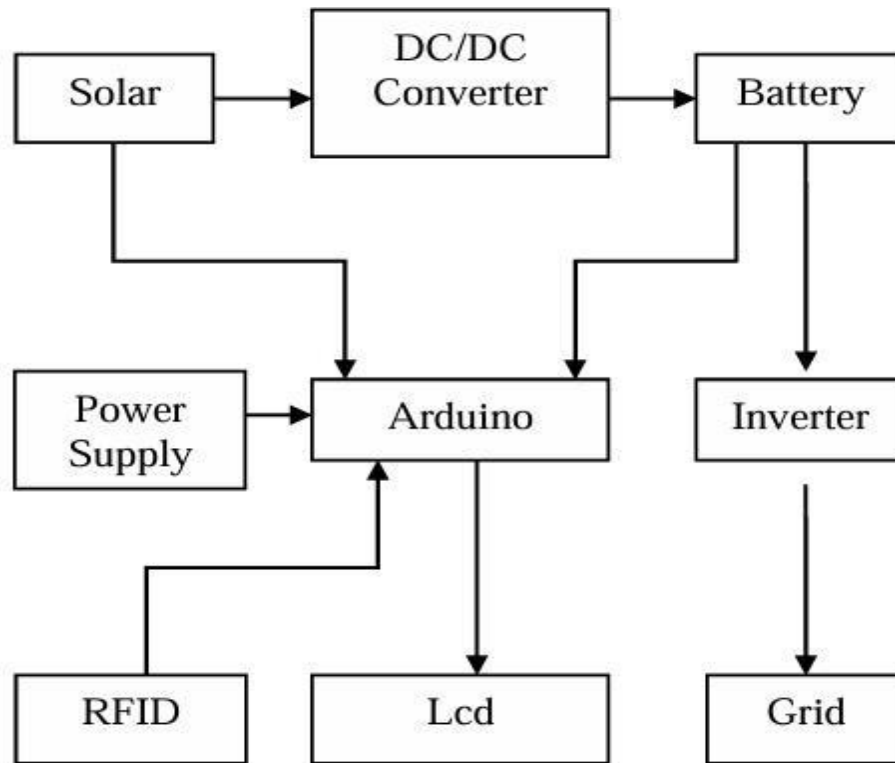 Solar
DC/DC
Converter
Battery
Power
Supply
Arduino
Inverter
RFID
Lcd
Grid